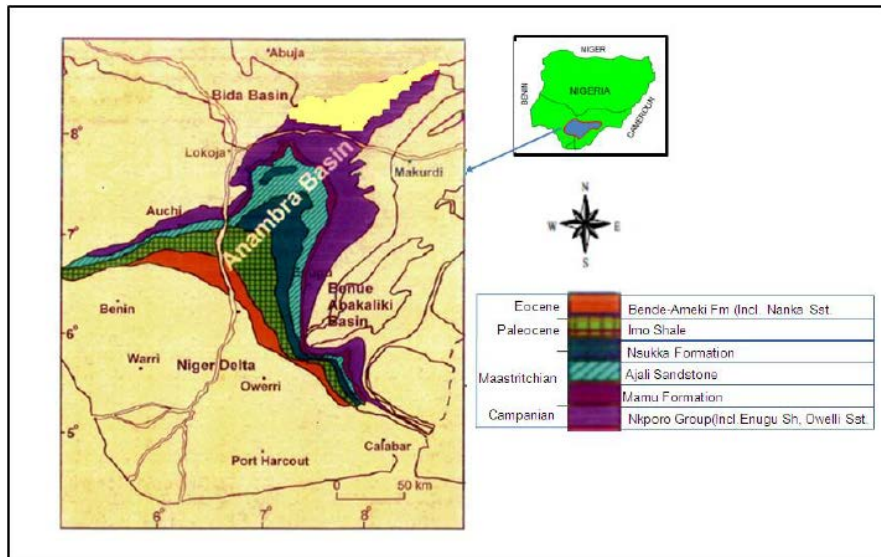 Abuja
Bida Basin
8°
Lokoja
Makurdi
Anambra Basin
Auchi
7°
Benue
Abakaliki
Basin
Benin
6°
Warri
Niger Delta
Owerri
5°
Calabar
Port Harcout
0 50 km
6° 7° 8°
NIGER
BENIN
NIGERIA
CAMEROUN
N
W E
S
Eocene Bende-Ameki Fm (Incl. Nanka Sst.
Paleocene Imo Shale
Nsukka Formation
Maastritchian Ajali Sandstone
Mamu Formation
Campanian Nkporo Group(Incl.Enugu Sh, Owelli Sst.